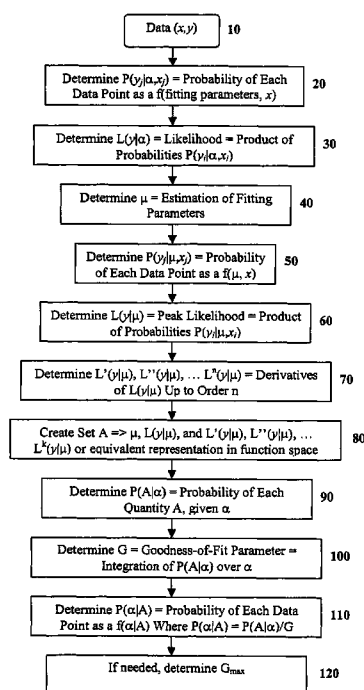 Data (x,y) 10
Determine P(yⱼ|α,xⱼ) = Probability of Each
Data Point as a f(fitting parameters, x)
20
Determine L(y|α) = Likelihood = Product of
Probabilities P(yᵢ|α,xᵢ)
30
Determine μ = Estimation of Fitting
Parameters
40
Determine P(yⱼ|μ,xⱼ) = Probability
of Each Data Point as a f(μ, x)
50
Determine L(y|μ) = Peak Likelihood = Product
of Probabilities P(yᵢ|μ,xᵢ)
60
Determine L'(y|μ), L''(y|μ), ... Lⁿ(y|μ) = Derivatives
of L(y|μ) Up to Order n
70
Create Set A => μ, L(y|μ), and L'(y|μ), L''(y|μ), ...
Lᵏ(y|μ) or equivalent representation in function space
80
Determine P(A|α) = Probability of Each
Quantity A, given α
90
Determine G = Goodness-of-Fit Parameter =
Integration of P(A|α) over α
100
Determine P(α|A) = Probability of Each Data
Point as a f(α|A) Where P(α|A) = P(A|α)/G
110
If needed, determine Gmax
120